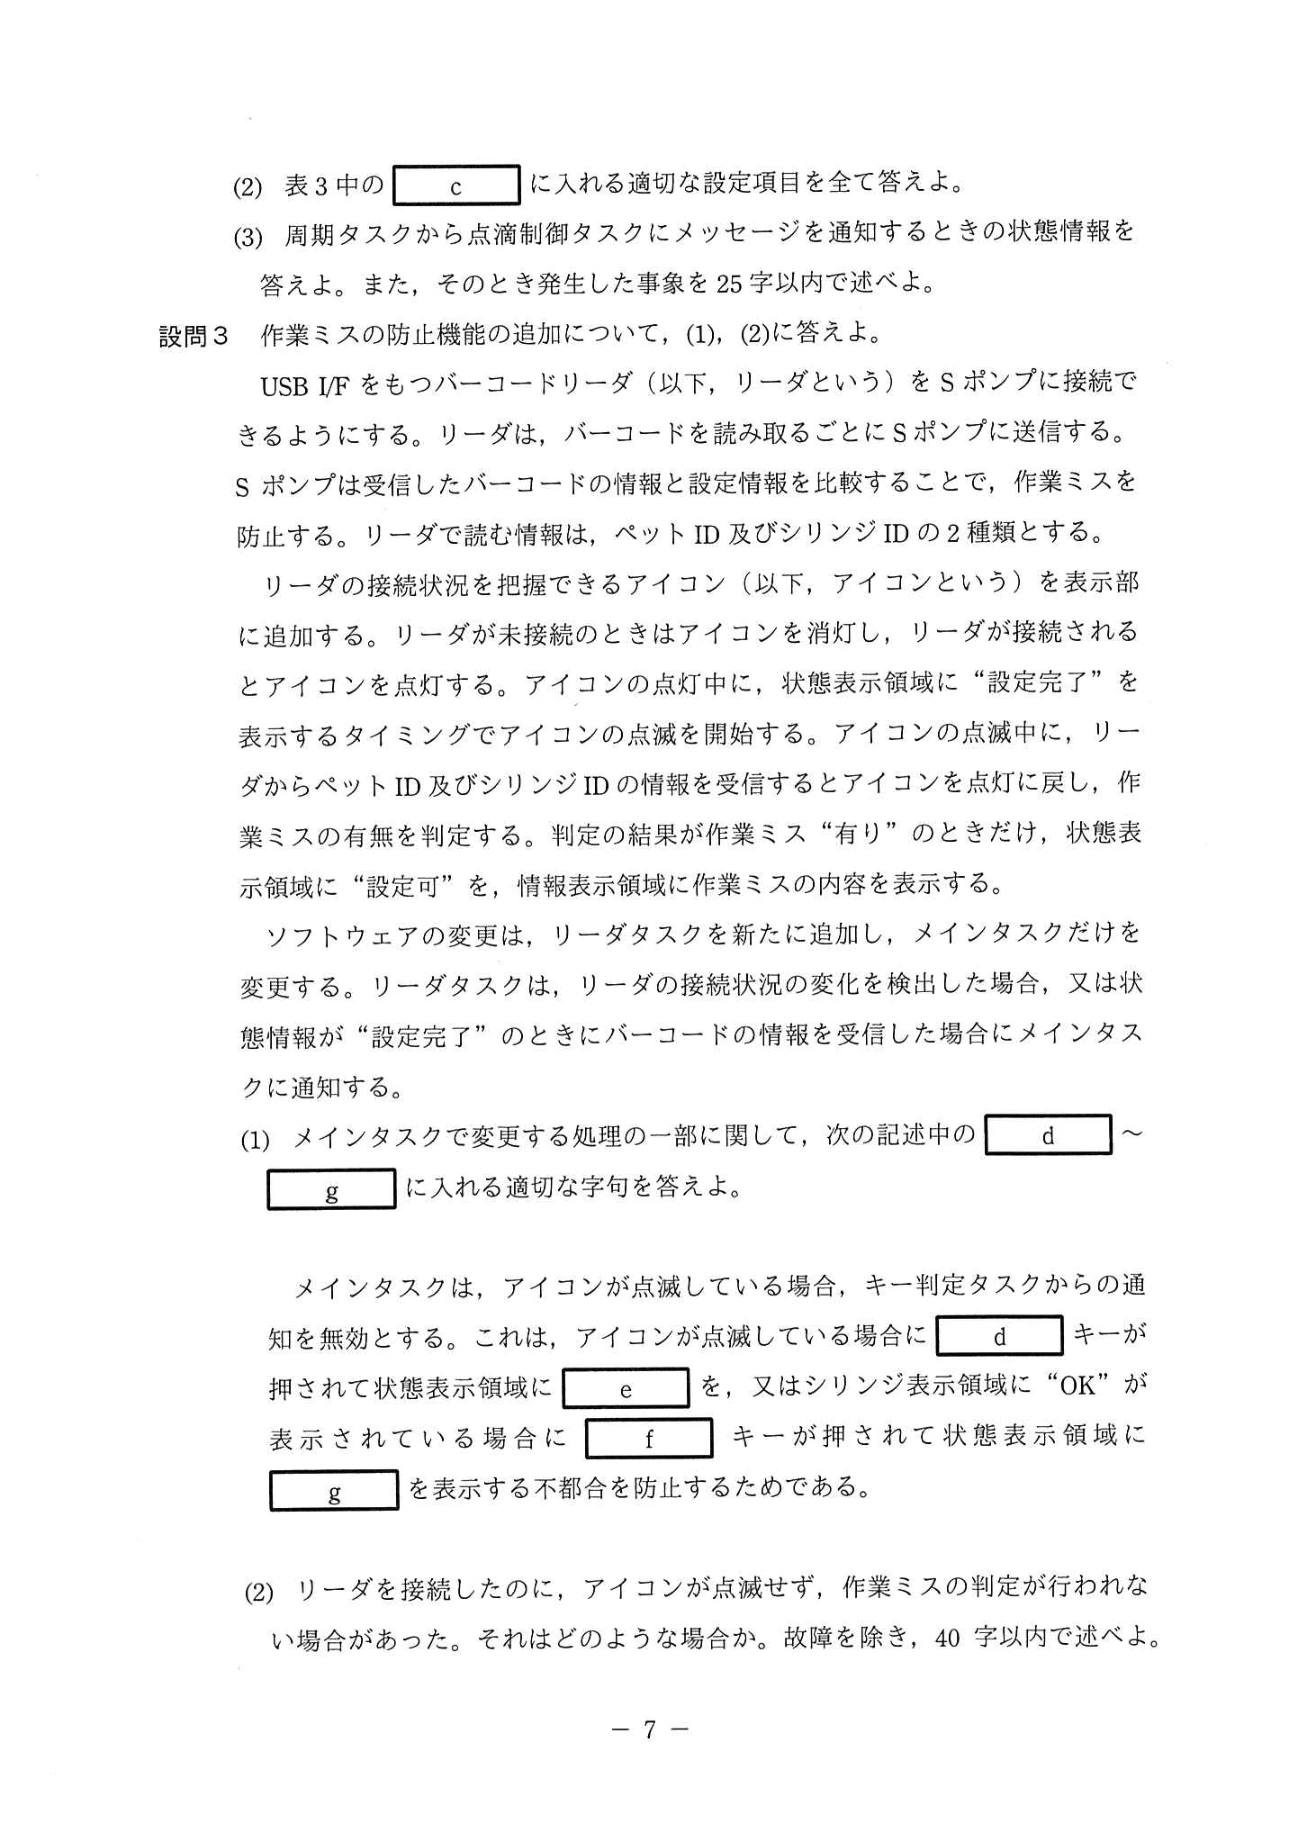 (2) 表3中の c に入れる適切な設定項目を全て答えよ。
(3) 周期タスクから点滴制御タスクにメッセージを通知するときの状態情報を
答えよ。また，そのとき発生した事象を25字以内で述べよ。
設問3 作業ミスの防止機能の追加について，(1)，(2)に答えよ。
USB I/F をもつバーコードリーダ（以下，リーダという）を S ポンプに接続で
きるようにする。リーダは，バーコードを読み取るごとに S ポンプに送信する。
S ポンプは受信したバーコードの情報と設定情報を比較することで，作業ミスを
防止する。リーダで読む情報は，ペット ID 及びシリンジ ID の 2 種類とする。
リーダの接続状況を把握できるアイコン（以下，アイコンという）を表示部
に追加する。リーダが未接続のときはアイコンを消灯し，リーダが接続される
とアイコンを点灯する。アイコンの点灯中に，状態表示領域に“設定完了”を
表示するタイミングでアイコンの点滅を開始する。アイコンの点滅中に，リー
ダからペット ID 及びシリンジ ID の情報を受信するとアイコンを点灯に戻し，作
業ミスの有無を判定する。判定の結果が作業ミス“有り”のときだけ，状態表
示領域に“設定可”を，情報表示領域に作業ミスの内容を表示する。
ソフトウェアの変更は，リーダタスクを新たに追加し，メインタスクだけを
変更する。リーダタスクは，リーダの接続状況の変化を検出した場合，又は状
態情報が“設定完了”のときにバーコードの情報を受信した場合にメインタス
クに通知する。
(1) メインタスクで変更する処理の一部に関して，次の記述中の d ～
g に入れる適切な字句を答えよ。
メインタスクは，アイコンが点滅している場合，キー判定タスクからの通
知を無効とする。これは，アイコンが点滅している場合に d キーが
押されて状態表示領域に e を，又はシリンジ表示領域に“OK”が
表示されている場合に f キーが押されて状態表示領域に
g を表示する不都合を防止するためである。
(2) リーダを接続したのに，アイコンが点滅せず，作業ミスの判定が行われな
い場合があった。それはどのような場合か。故障を除き，40 字以内で述べよ。
－ 7 －